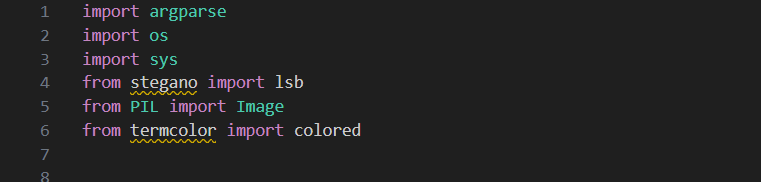 1 import argparse
2 import os
3 import sys
4 from stegano import lsb
5 from PIL import Image
6 from termcolor import colored
7
8